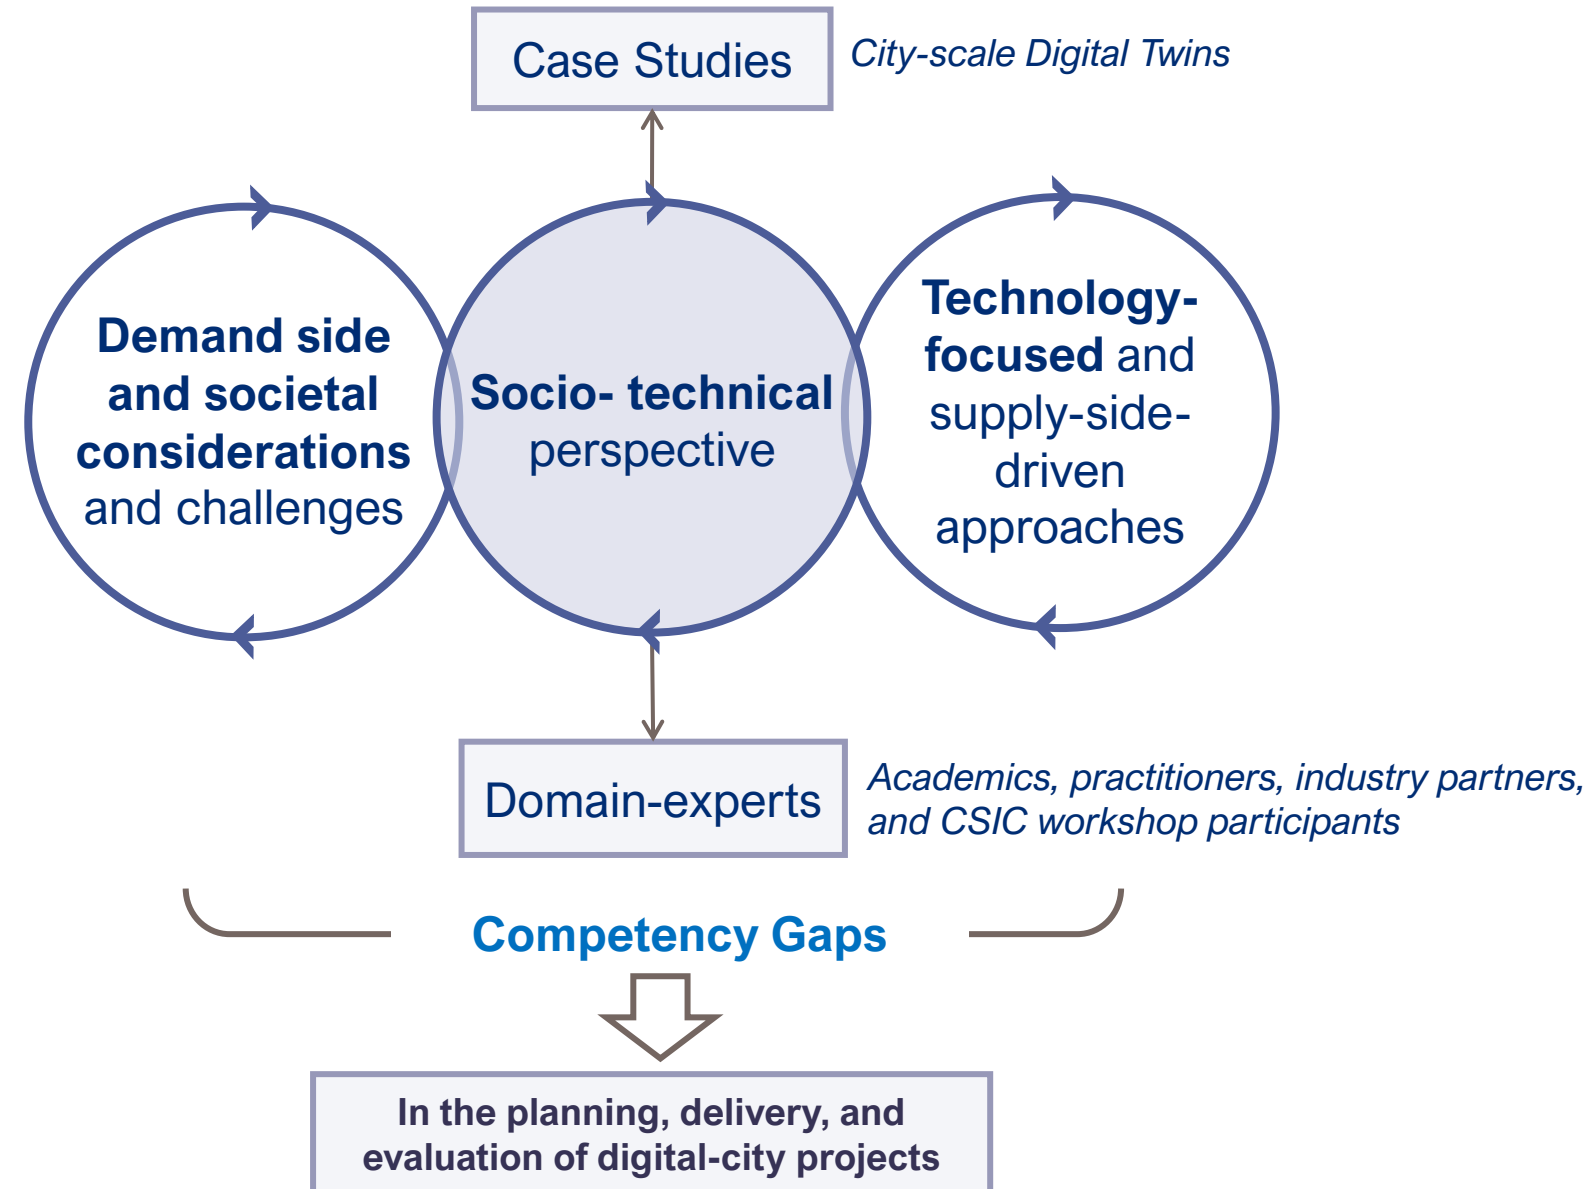 Case Studies
City-scale Digital Twins
Demand side
and societal
considerations
and challenges
Socio- technical
perspective
Technology-
focused and
supply-side-
driven
approaches
Domain-experts
Academics, practitioners, industry partners,
and CSIC workshop participants
Competency Gaps
In the planning, delivery, and
evaluation of digital-city projects